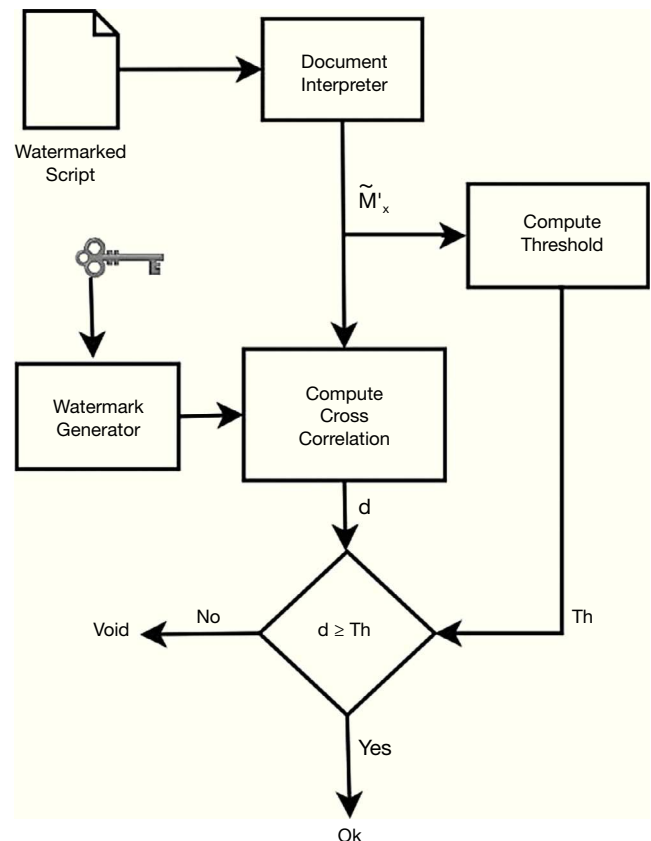 Document
Interpreter
Watermarked
Script
M̃'ₓ
Compute
Threshold
Watermark
Generator
Compute
Cross
Correlation
d
Void
No
d ≥ Th
Th
Yes
Ok